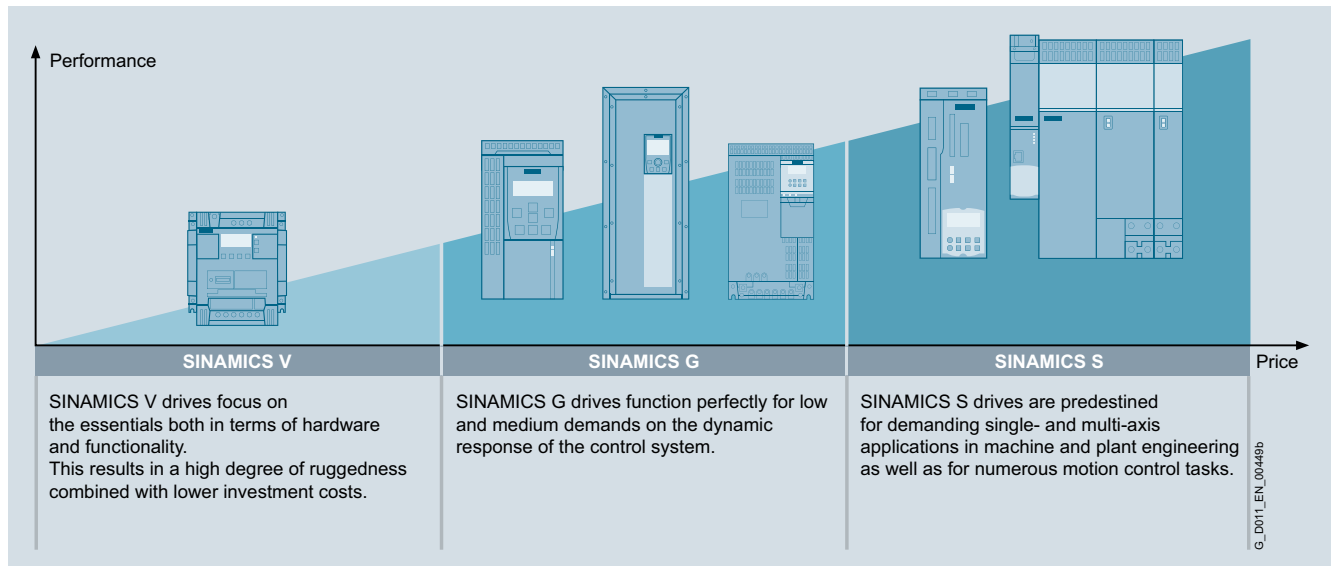 Performance
SINAMICS V
SINAMICS G
SINAMICS S
Price
SINAMICS V drives focus on
the essentials both in terms of hardware
and functionality.
This results in a high degree of ruggedness
combined with lower investment costs.
SINAMICS G drives function perfectly for low
and medium demands on the dynamic
response of the control system.
SINAMICS S drives are predestined
for demanding single- and multi-axis
applications in machine and plant engineering
as well as for numerous motion control tasks.
G_D011_EN_00449b